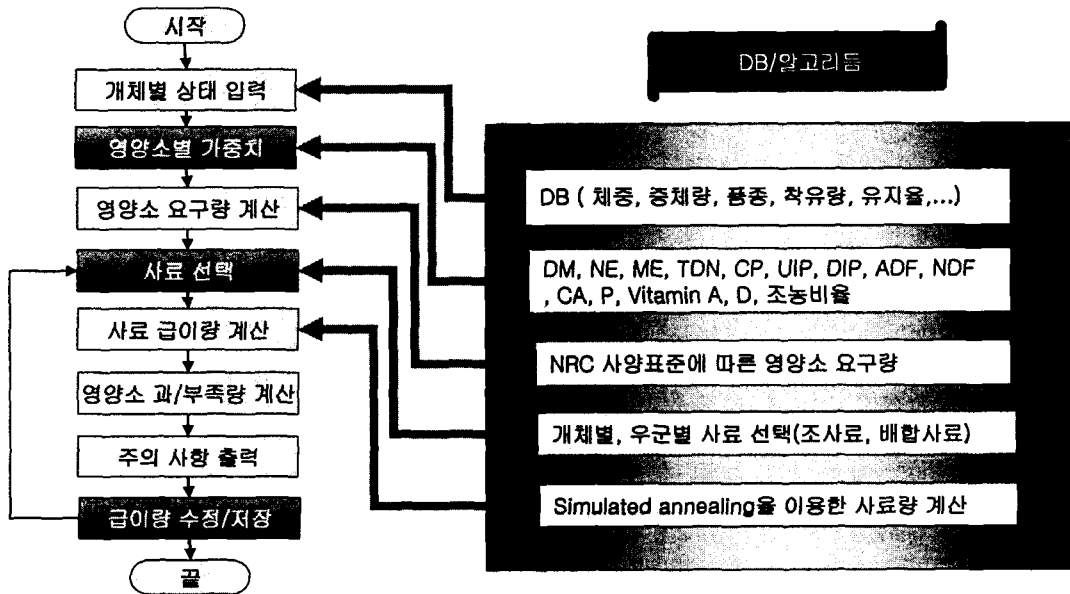 시작
개체별 상태 입력
영양소별 가중치
영양소 요구량 계산
사료 선택
사료 급이량 계산
영양소 과/부족량 계산
주의 사항 출력
급이량 수정/저장
끝
DB/알고리듬
DB ( 체중, 증체량, 품종, 착유량, 유지율,...)
DM, NE, ME, TDN, CP, UIP, DIP, ADF, NDF
, CA, P, Vitamin A, D, 조농비율
NRC 사양표준에 따른 영양소 요구량
개체별, 우군별 사료 선택(조사료, 배합사료)
Simulated annealing을 이용한 사료량 계산